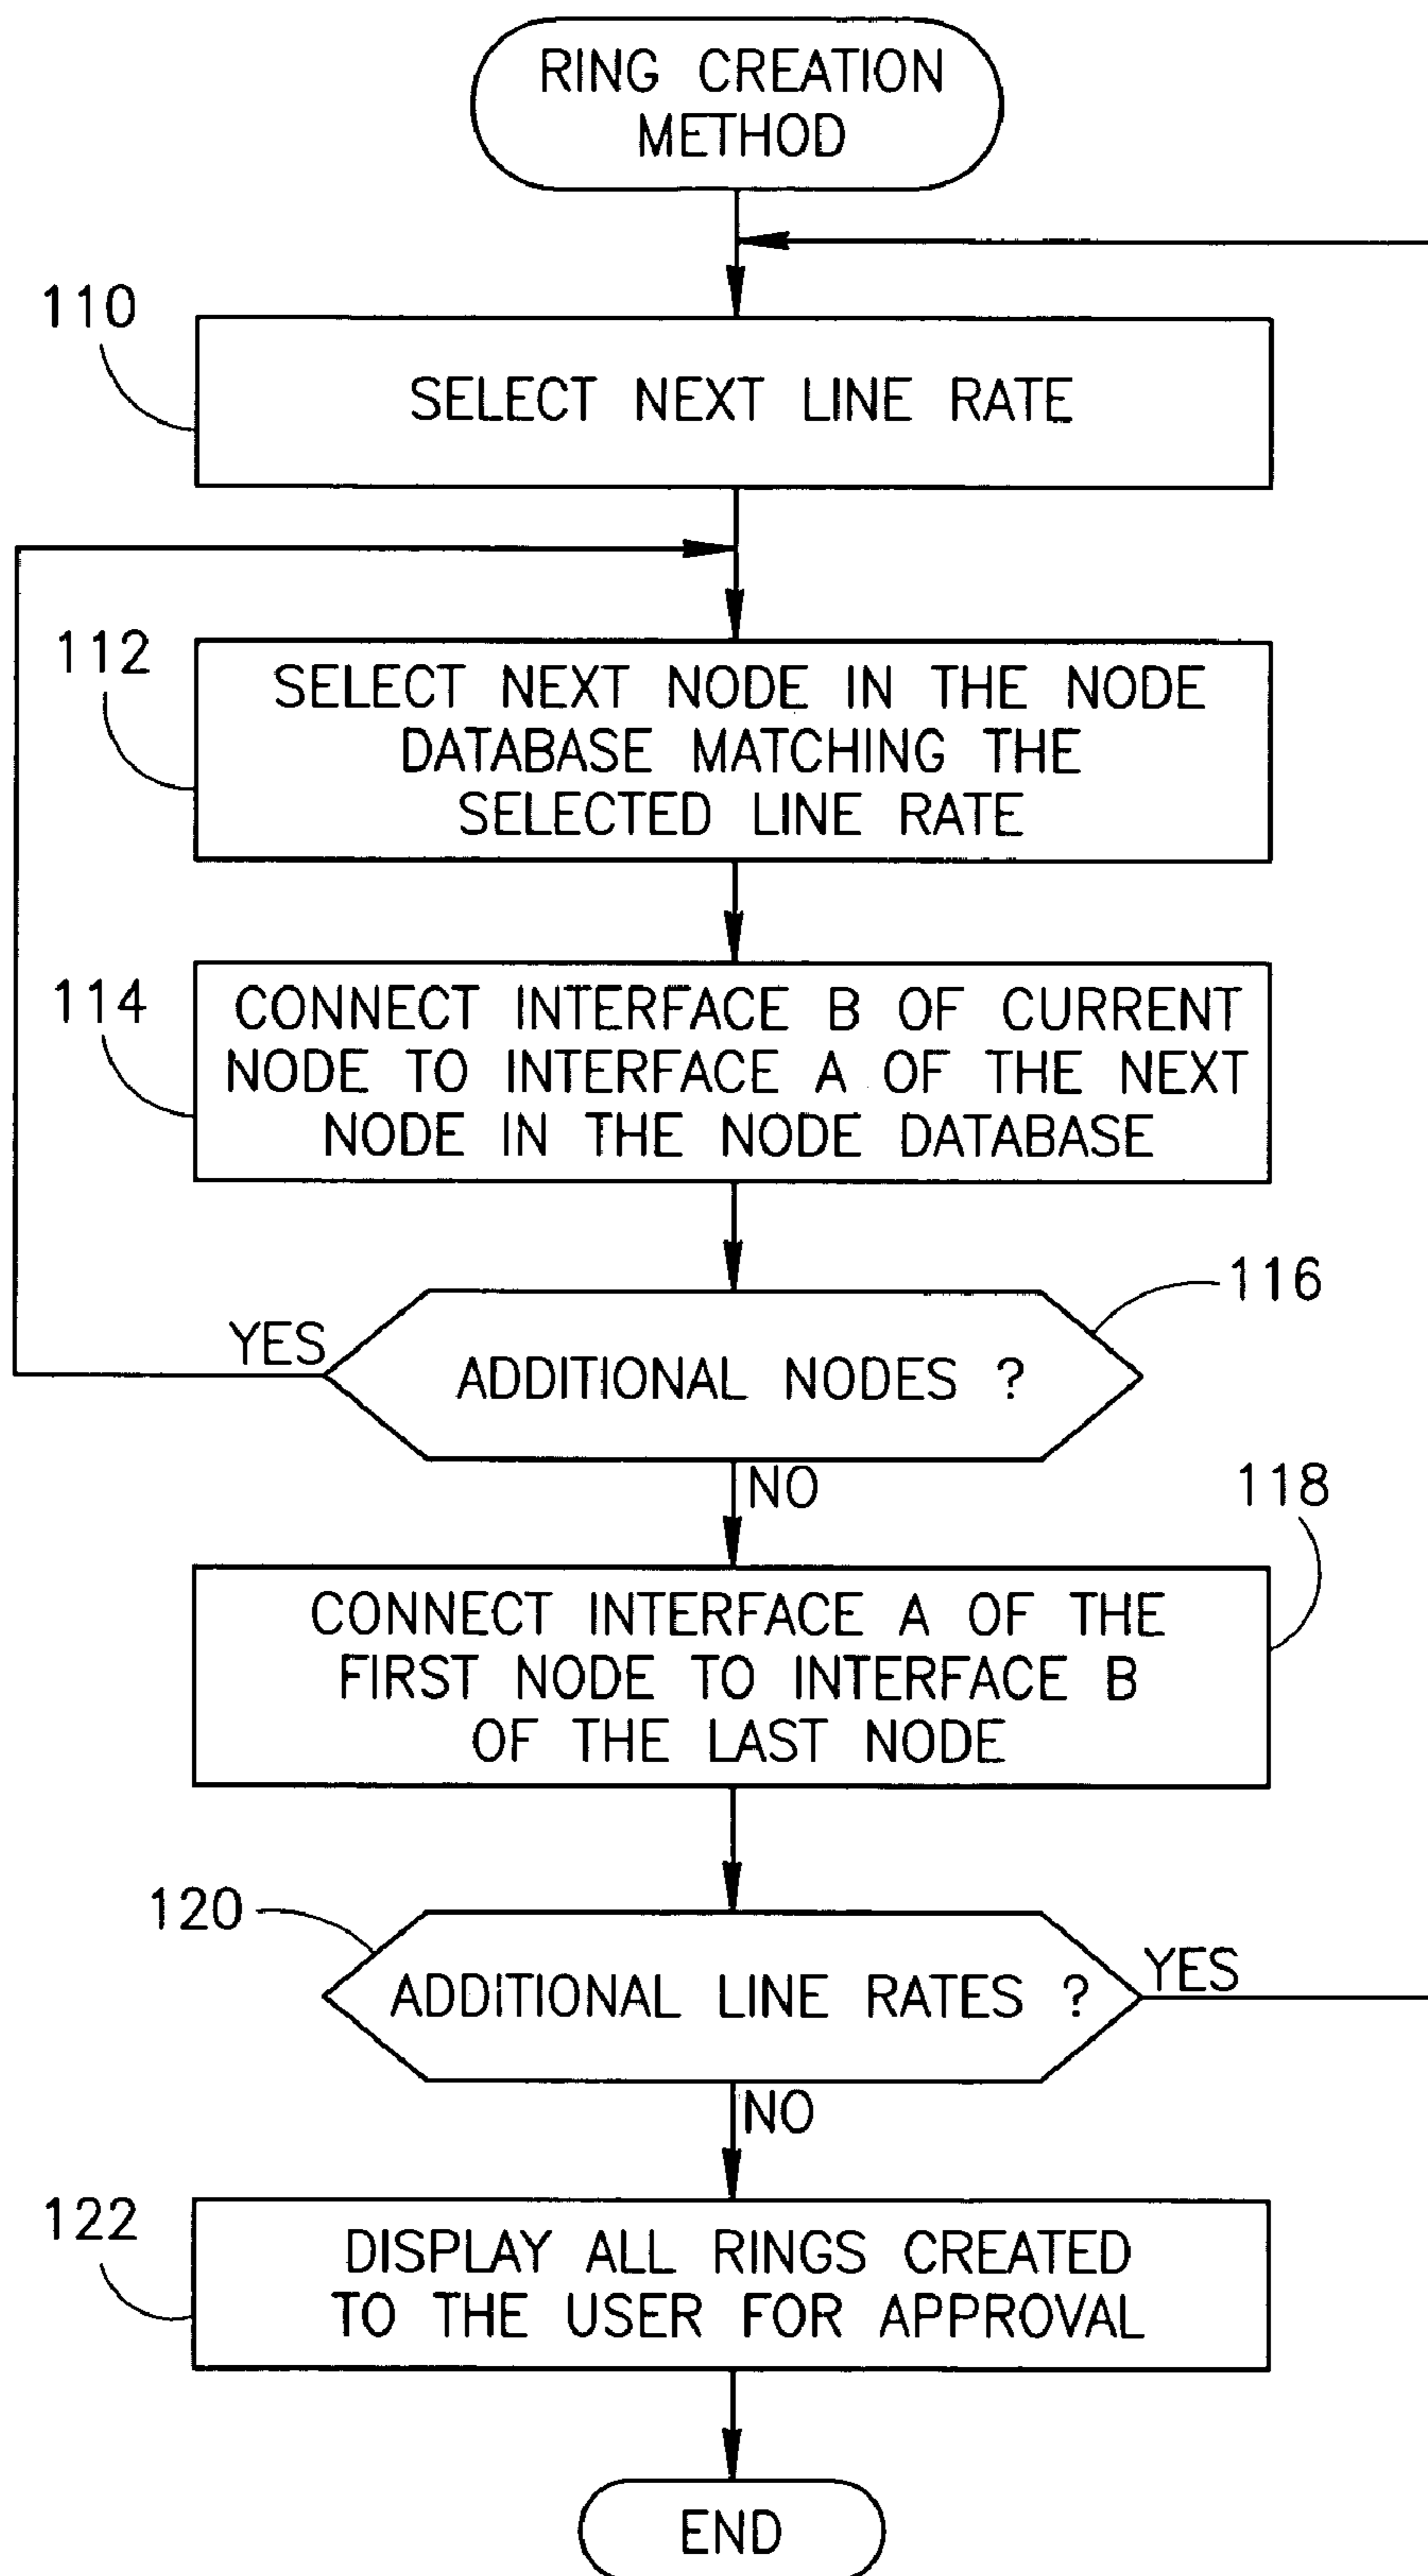 RING CREATION
METHOD
110
SELECT NEXT LINE RATE
112
SELECT NEXT NODE IN THE NODE
DATABASE MATCHING THE
SELECTED LINE RATE
114
CONNECT INTERFACE B OF CURRENT
NODE TO INTERFACE A OF THE NEXT
NODE IN THE NODE DATABASE
116
YES
ADDITIONAL NODES ?
NO
118
CONNECT INTERFACE A OF THE
FIRST NODE TO INTERFACE B
OF THE LAST NODE
120
ADDITIONAL LINE RATES ?
YES
NO
122
DISPLAY ALL RINGS CREATED
TO THE USER FOR APPROVAL
END